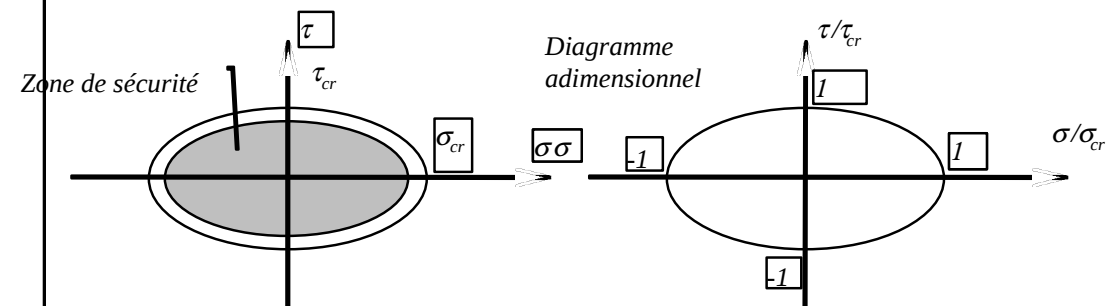 τ
τcr
Zone de sécurité
σcr
σσ
Diagramme
adimensionnel
τ/τcr
1
-1
1
σ/σcr
-1